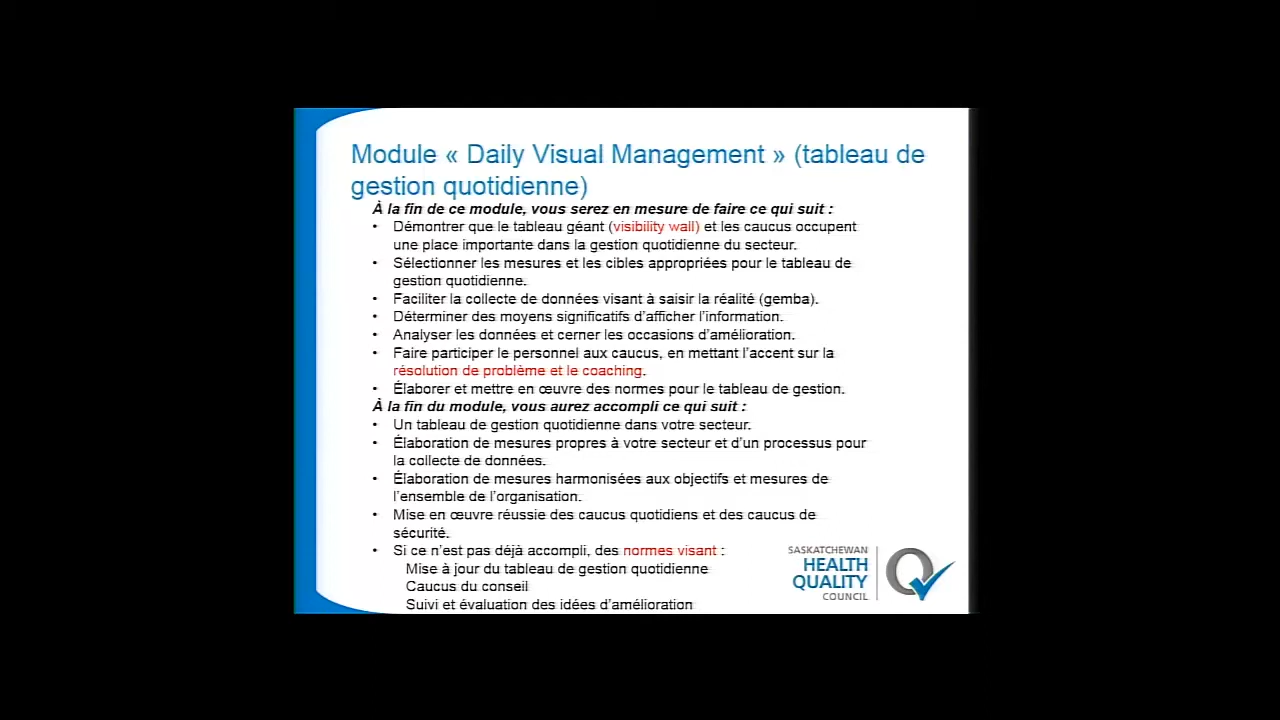 Module « Daily Visual Management » (tableau de
gestion quotidienne)
À la fin de ce module, vous serez en mesure de faire ce qui suit :
• Démontrer que le tableau géant (visibility wall) et les caucus occupent
une place importante dans la gestion quotidienne du secteur.
• Sélectionner les mesures et les cibles appropriées pour le tableau de
gestion quotidienne.
• Faciliter la collecte de données visant à saisir la réalité (gemba).
• Déterminer des moyens significatifs d’afficher l’information.
• Analyser les données et cerner les occasions d’amélioration.
• Faire participer le personnel aux caucus, en mettant l’accent sur la
résolution de problème et le coaching.
• Élaborer et mettre en œuvre des normes pour le tableau de gestion.
À la fin du module, vous aurez accompli ce qui suit :
• Un tableau de gestion quotidienne dans votre secteur.
• Élaboration de mesures propres à votre secteur et d’un processus pour
la collecte de données.
• Élaboration de mesures harmonisées aux objectifs et mesures de
l’ensemble de l’organisation.
• Mise en œuvre réussie des caucus quotidiens et des caucus de
sécurité.
• Si ce n’est pas déjà accompli, des normes visant :
Mise à jour du tableau de gestion quotidienne
Caucus du conseil
Suivi et évaluation des idées d’amélioration
SASKATCHEWAN
HEALTH
QUALITY
COUNCIL